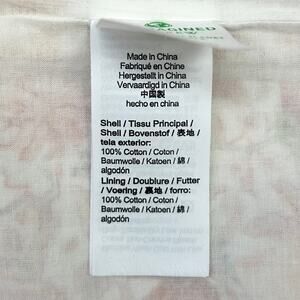 AGINED
Made in China
Fabriqué en Chine
Hergestellt in China
Vervaardigd in China
中国製
hecho en china
Shell / Tissu Principal /
Shell / Bovenstof / 表地 /
tela exterior:
100% Cotton / Coton /
Baumwolle / Katoen / 綿 /
algodón
Lining / Doublure / Futter
/ Voering / 裏地 / forro:
100% Cotton / Coton /
Baumwolle / Katoen / 綿 /
algodón